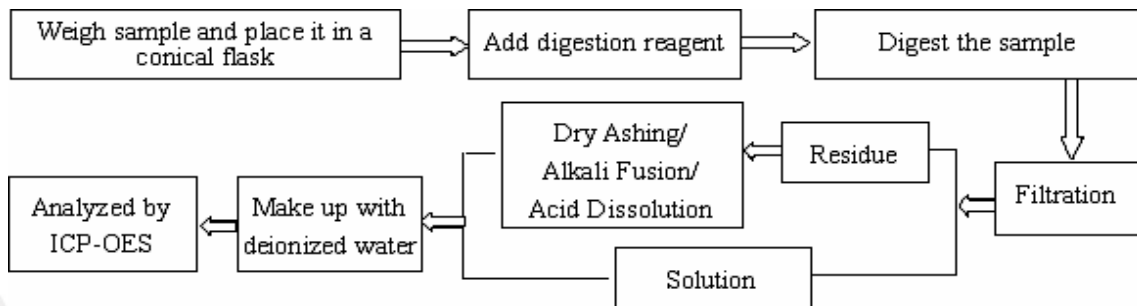 Weigh sample and place it in a
conical flask
Add digestion reagent
Digest the sample
Filtration
Residue
Dry Ashing/
Alkali Fusion/
Acid Dissolution
Solution
Make up with
deionized water
Analyzed by
ICP-OES